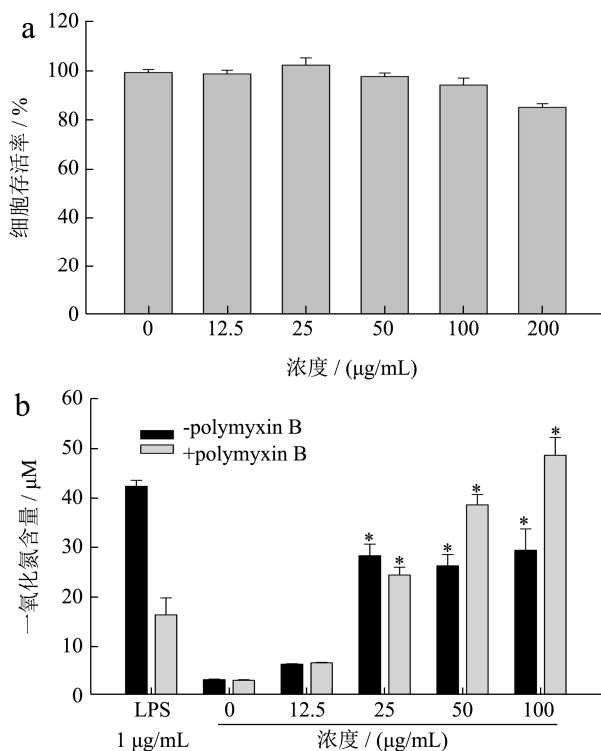 a
120
100
80
60
40
20
0
细胞存活率 / %
0 12.5 25 50 100 200
浓度 / (μg/mL)
b
60
50
40
30
20
10
0
一氧化氮含量 / μM
-polymyxin B
+polymyxin B
* * * * * *
LPS 0 12.5 25 50 100
1 μg/mL 浓度 / (μg/mL)